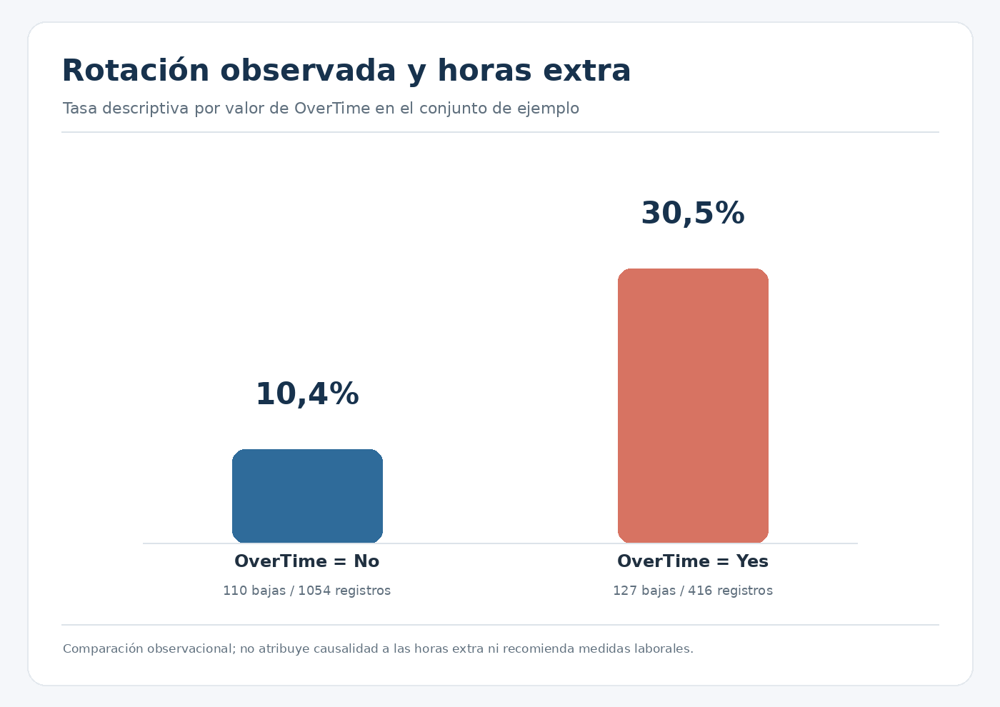 Rotación observada y horas extra
Tasa descriptiva por valor de OverTime en el conjunto de ejemplo
30,5%
10,4%
OverTime = No
OverTime = Yes
110 bajas / 1054 registros
127 bajas / 416 registros
Comparación observacional; no atribuye causalidad a las horas extra ni recomienda medidas laborales.